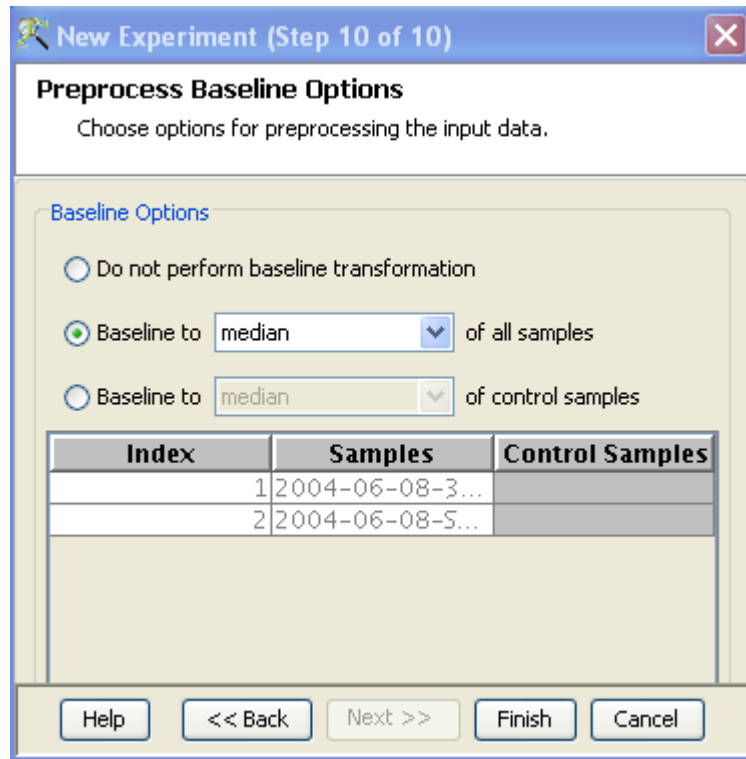 New Experiment (Step 10 of 10)
Preprocess Baseline Options
Choose options for preprocessing the input data.
Baseline Options
Do not perform baseline transformation
Baseline to median of all samples
Baseline to median of control samples
Index Samples Control Samples
1 2004-06-08-3...
2 2004-06-08-S...
Help << Back Next >> Finish Cancel